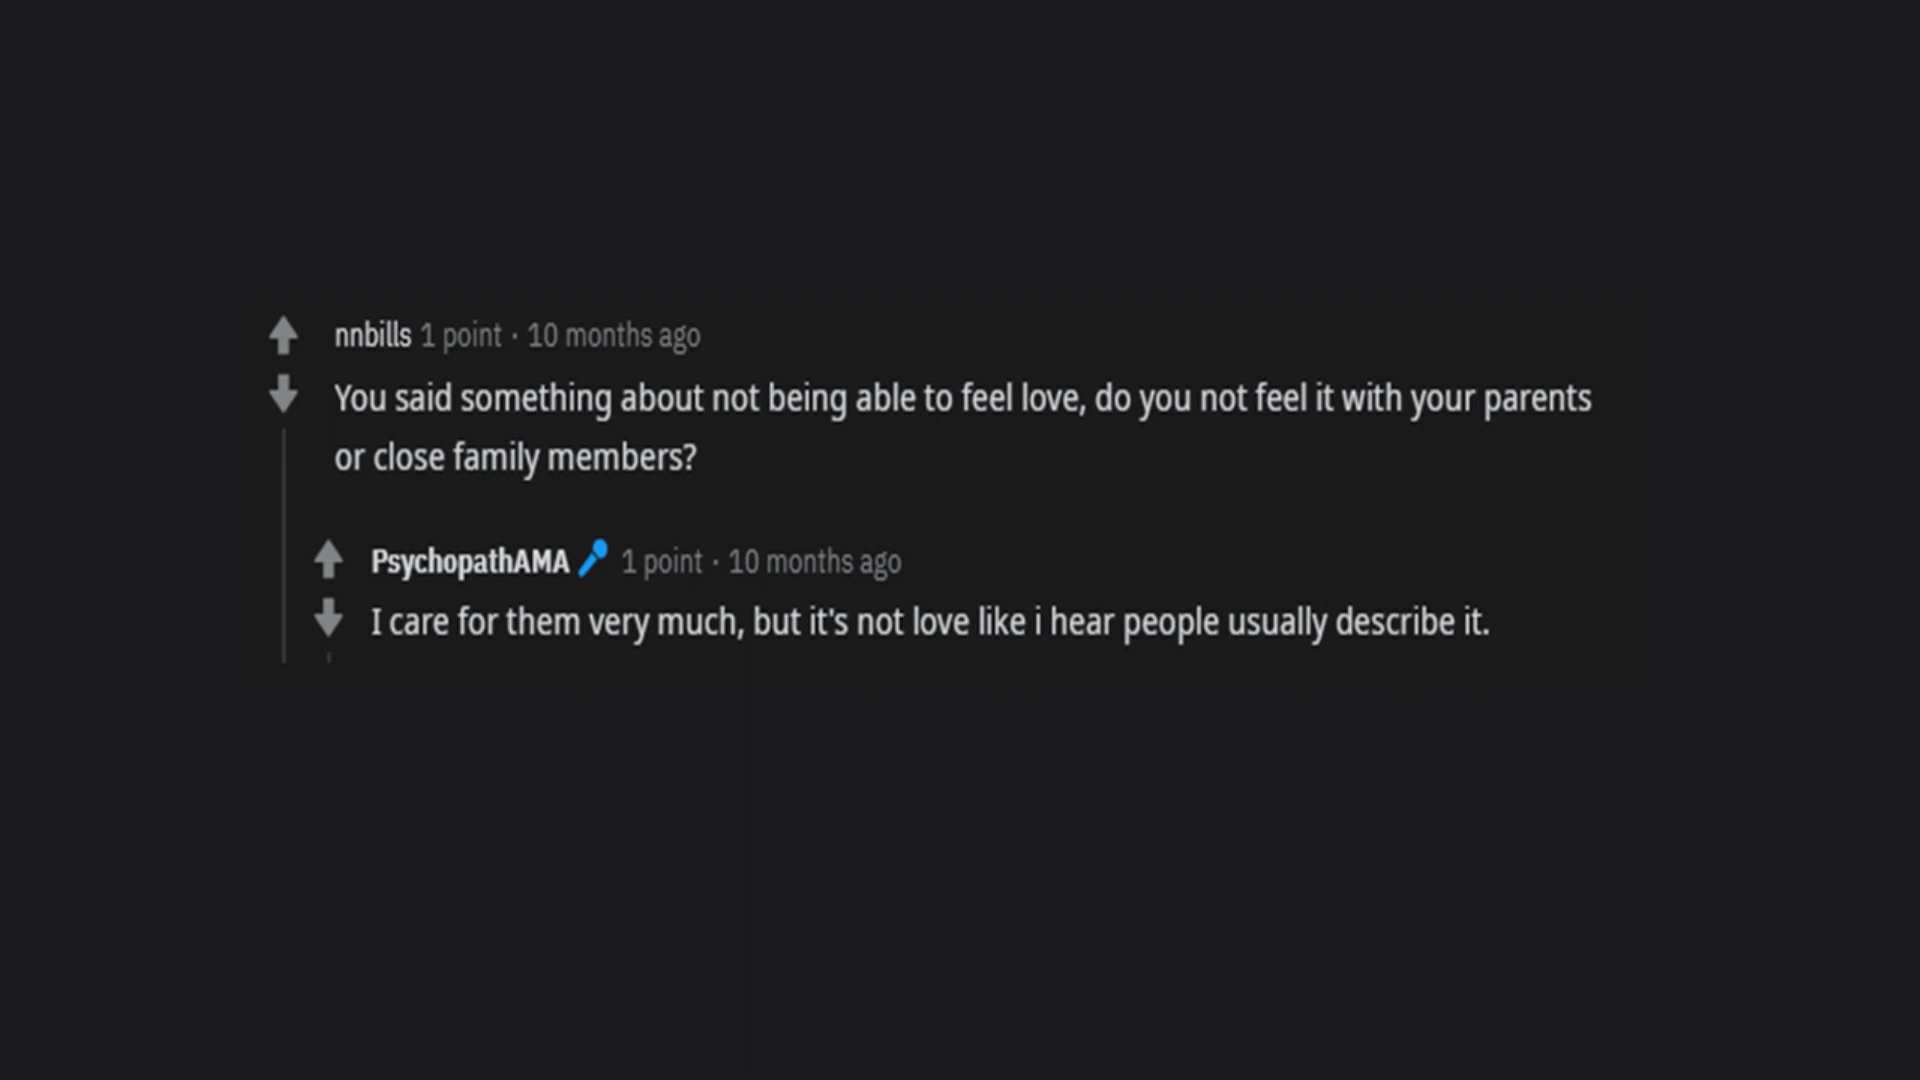 nnbills 1 point · 10 months ago
You said something about not being able to feel love, do you not feel it with your parents
or close family members?
PsychopathAMA 1 point · 10 months ago
I care for them very much, but it's not love like i hear people usually describe it.